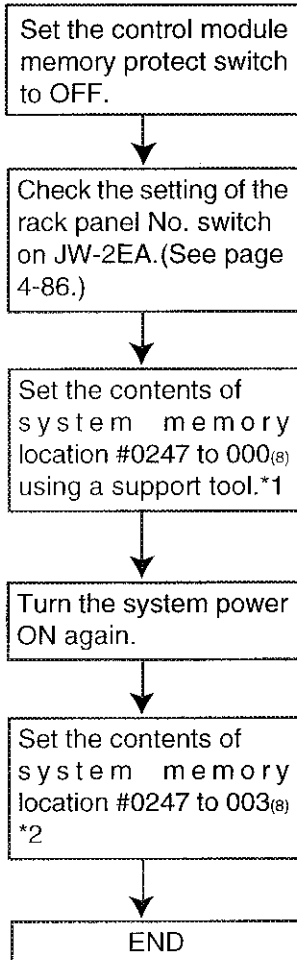 Set the control module
memory protect switch
to OFF.
Check the setting of the
rack panel No. switch
on JW-2EA.(See page
4-86.)
Set the contents of
system memory
location #0247 to 000(8)
using a support tool.*1
Turn the system power
ON again.
Set the contents of
system memory
location #0247 to 003(8)
*2
END